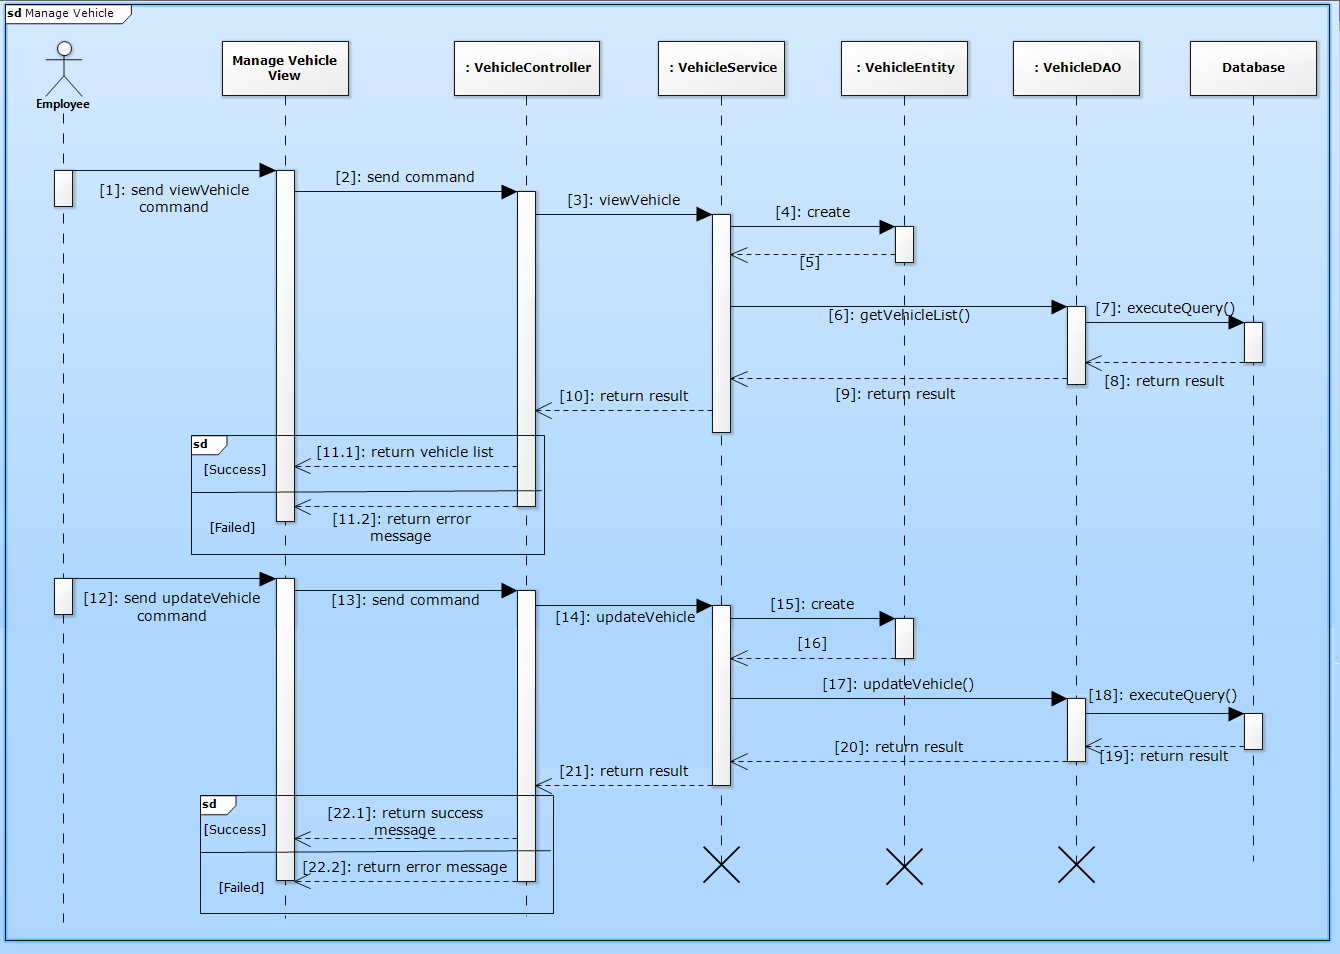 sd Manage Vehicle
Employee
Manage Vehicle
View
: VehicleController
: VehicleService
: VehicleEntity
: VehicleDAO
Database
[1]: send viewVehicle
command
[2]: send command
[3]: viewVehicle
[4]: create
[5]
[6]: getVehicleList()
[7]: executeQuery()
[8]: return result
[9]: return result
[10]: return result
sd
[Success]
[11.1]: return vehicle list
[Failed]
[11.2]: return error
message
[12]: send updateVehicle
command
[13]: send command
[14]: updateVehicle
[15]: create
[16]
[17]: updateVehicle()
[18]: executeQuery()
[19]: return result
[20]: return result
[21]: return result
sd
[Success]
[22.1]: return success
message
[22.2]: return error message
[Failed]